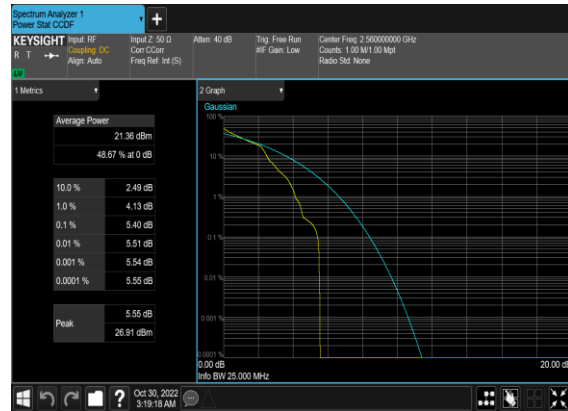 Spectrum Analyzer 1
Power Stat CCDF
KEYSIGHT
R T
LV
Input: RF
Coupling: DC
Align: Auto
Input Z: 50 Ω
Corr CCorr
Freq Ref: Int (S)
Atten: 40 dB
Trig: Free Run
#IF Gain: Low
Center Freq: 2.560000000 GHz
Counts: 1.00 M/1.00 Mpt
Radio Std: None
1 Metrics
Average Power
21.36 dBm
48.67 % at 0 dB
10.0 % 2.49 dB
1.0 % 4.13 dB
0.1 % 5.40 dB
0.01 % 5.51 dB
0.001 % 5.54 dB
0.0001 % 5.55 dB
Peak
5.55 dB
26.91 dBm
2 Graph
Gaussian
100 %
10 %
1 %
0.1 %
0.01 %
0.001 %
0.0001 %
0.00 dB
20.00 dB
Info BW 25.000 MHz
?
Oct 30, 2022
3:19:18 AM